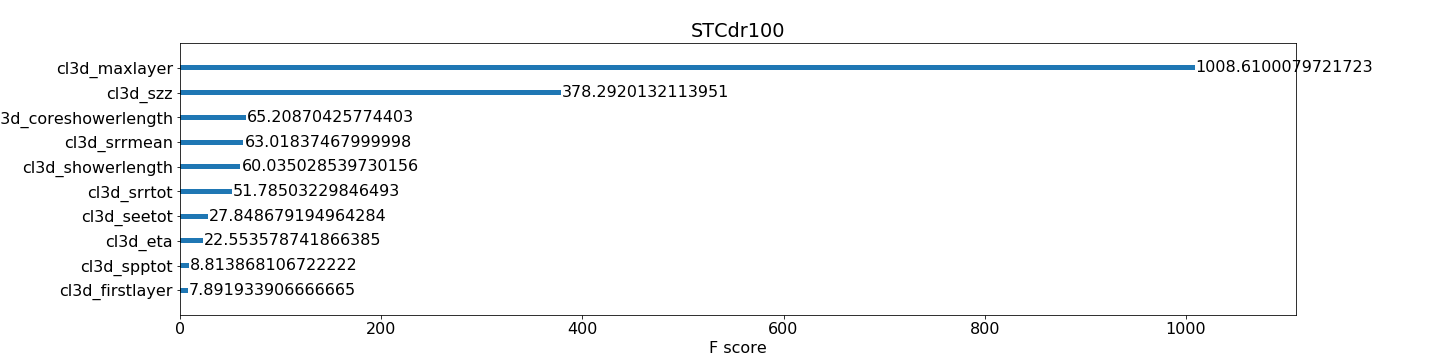 STCdr100
cl3d_maxlayer 1008.6100079721723
cl3d_szz 378.2920132113951
3d_coreshowerlength 65.20870425774403
cl3d_srrmean 63.01837467999998
cl3d_showerlength 60.035028539730156
cl3d_srrtot 51.78503229846493
cl3d_seetot 27.848679194964284
cl3d_eta 22.553578741866385
cl3d_spptot 8.813868106722222
cl3d_firstlayer 7.891933906666665
0 200 400 600 800 1000
F score